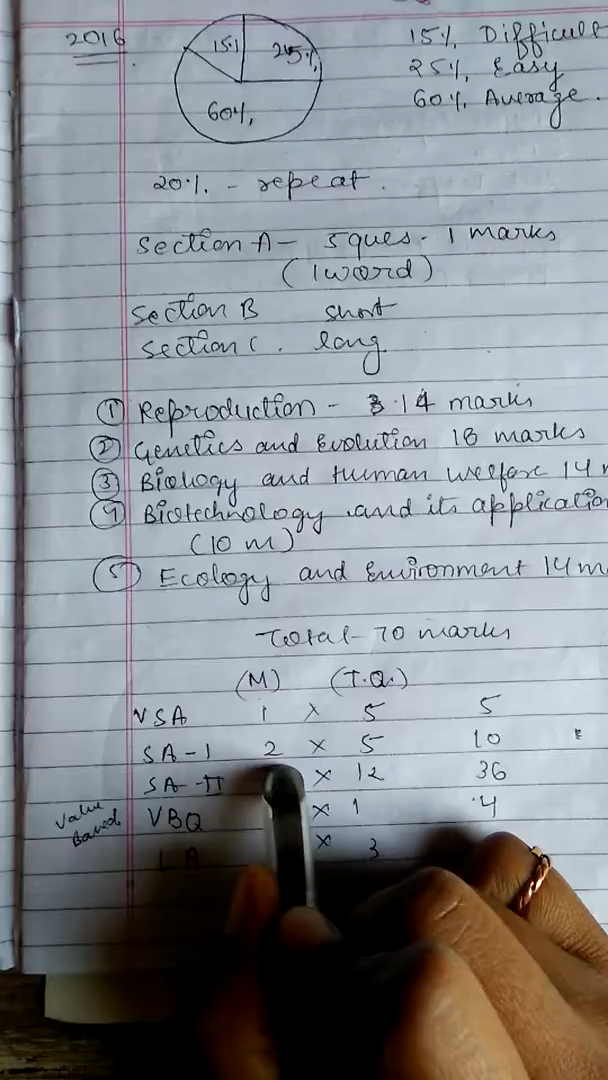 2016
15%
25%
60%
15% Difficult
25% Easy
60% Average.
20% - repeat.
Section A - 5 ques - 1 marks
(1 word)
Section B short
Section C. long
① Reproduction - 14 marks
② Genetics and Evolution 18 marks
③ Biology and Human welfare 14 m
④ Biotechnology and its application
(10 m)
⑤ Ecology and Environment 14 m
Total - 70 marks
(M) (T.Q.)
VSA 1 × 5 5
SA-I 2 × 5 10
SA-II × 12 36
Value Based VBQ × 1 4
LA × 3